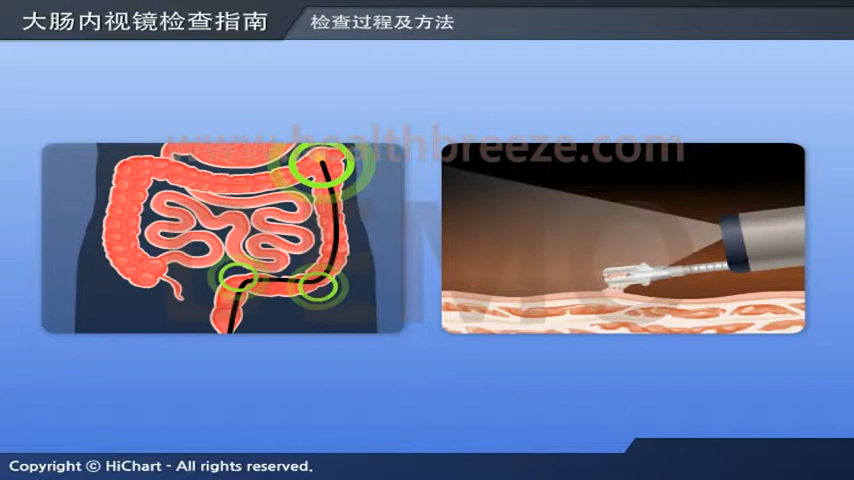 大肠内视镜检查指南
检查过程及方法
www.healthbreeze.com
DEMO
Copyright ⓒ HiChart - All rights reserved.